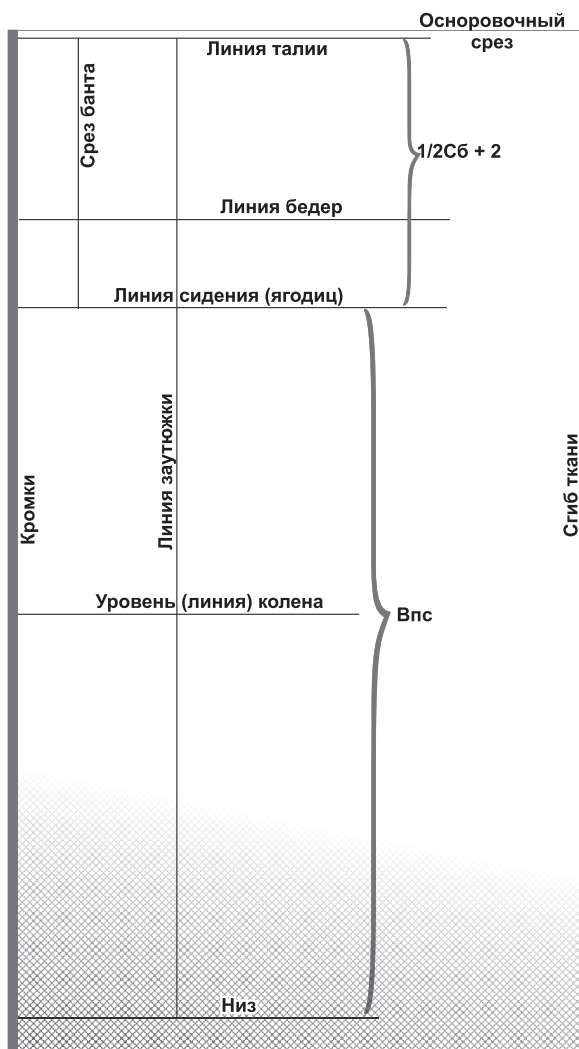 Осноровочный
срез
Линия талии
Срез банта
1/2Сб + 2
Линия бедер
Линия сидения (ягодиц)
Линия заутюжки
Кромки
Сгиб ткани
Уровень (линия) колена
Впс
Низ